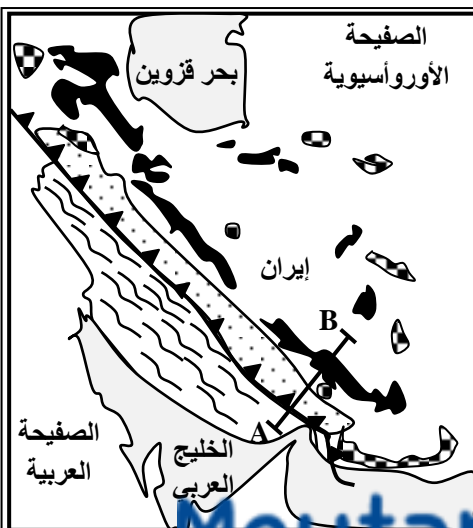 الصفيحة
الأوروأسيوية
بحر قزوين
إيران
B
A
الصفيحة
العربية
الخليج
العربي